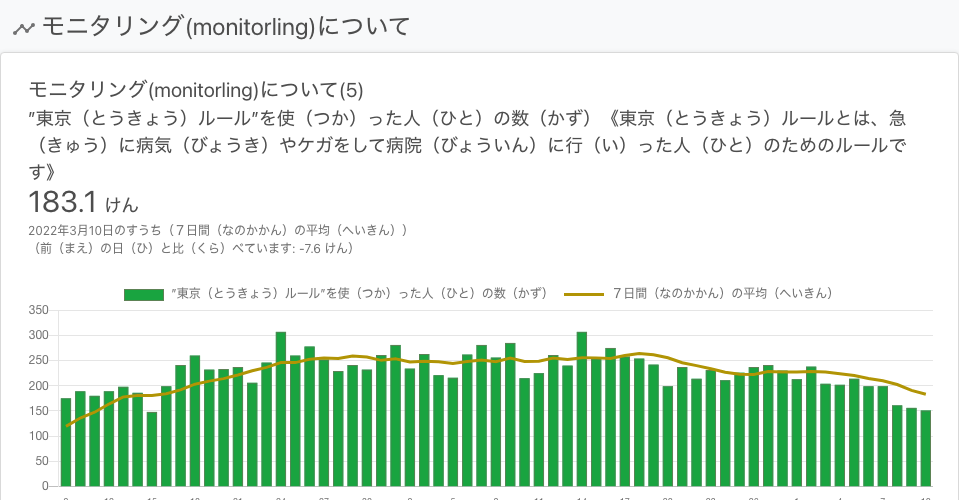 モニタリング(monitorling)について
モニタリング(monitorling)について(5)
”東京（とうきょう）ルール”を使（つか）った人（ひと）の数（かず）《東京（とうきょう）ルールとは、急
（きゅう）に病気（びょうき）やケガをして病院（びょういん）に行（い）った人（ひと）のためのルールで
す》
183.1 けん
2022年3月10日のすうち（７日間（なのかかん）の平均（へいきん））
（前（まえ）の日（ひ）と比（くら）べています: -7.6 けん）
”東京（とうきょう）ルール”を使（つか）った人（ひと）の数（かず） ７日間（なのかかん）の平均（へいきん）
350
300
250
200
150
100
50
0